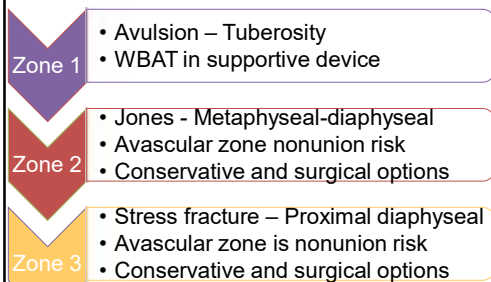 Zone 1
• Avulsion – Tuberosity
• WBAT in supportive device
Zone 2
• Jones - Metaphyseal-diaphyseal
• Avascular zone nonunion risk
• Conservative and surgical options
Zone 3
• Stress fracture – Proximal diaphyseal
• Avascular zone is nonunion risk
• Conservative and surgical options